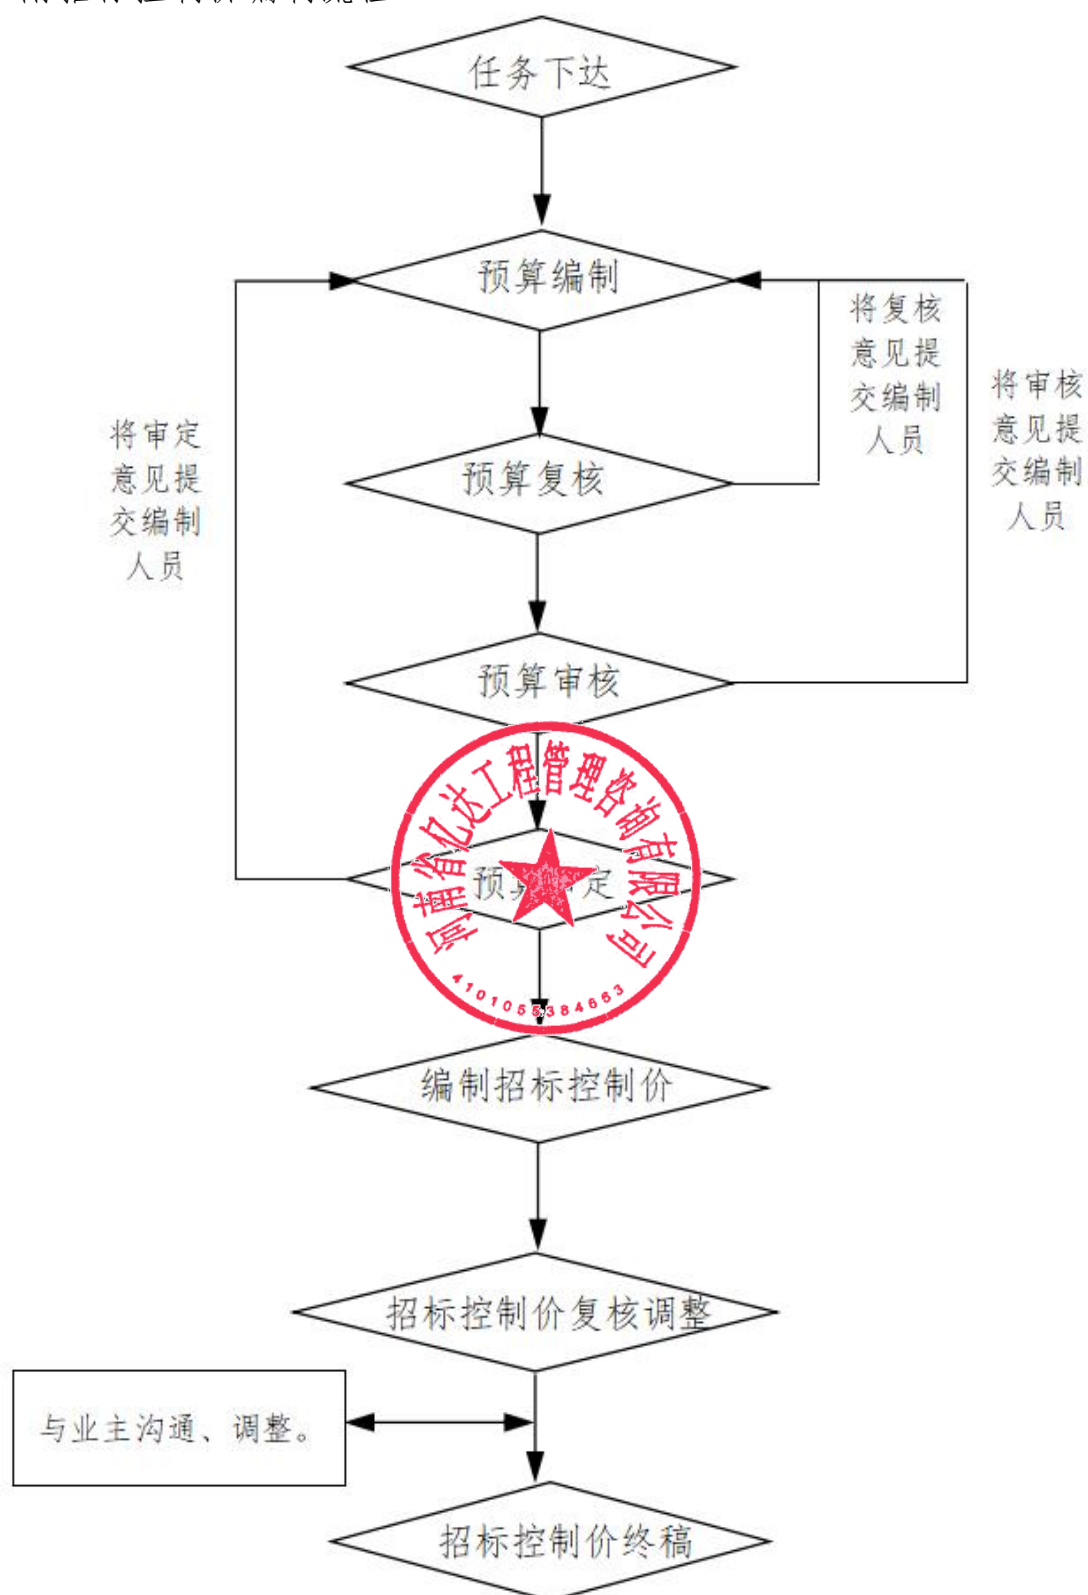 任务下达
预算编制
将复核
意见提
交编制
人员
将审核
意见提
交编制
人员
将审定
意见提
交编制
人员
预算复核
预算审核
河南省亿达工程管理咨询有限公司
预算审定
4101055384663
编制招标控制价
招标控制价复核调整
与业主沟通、调整。
招标控制价终稿